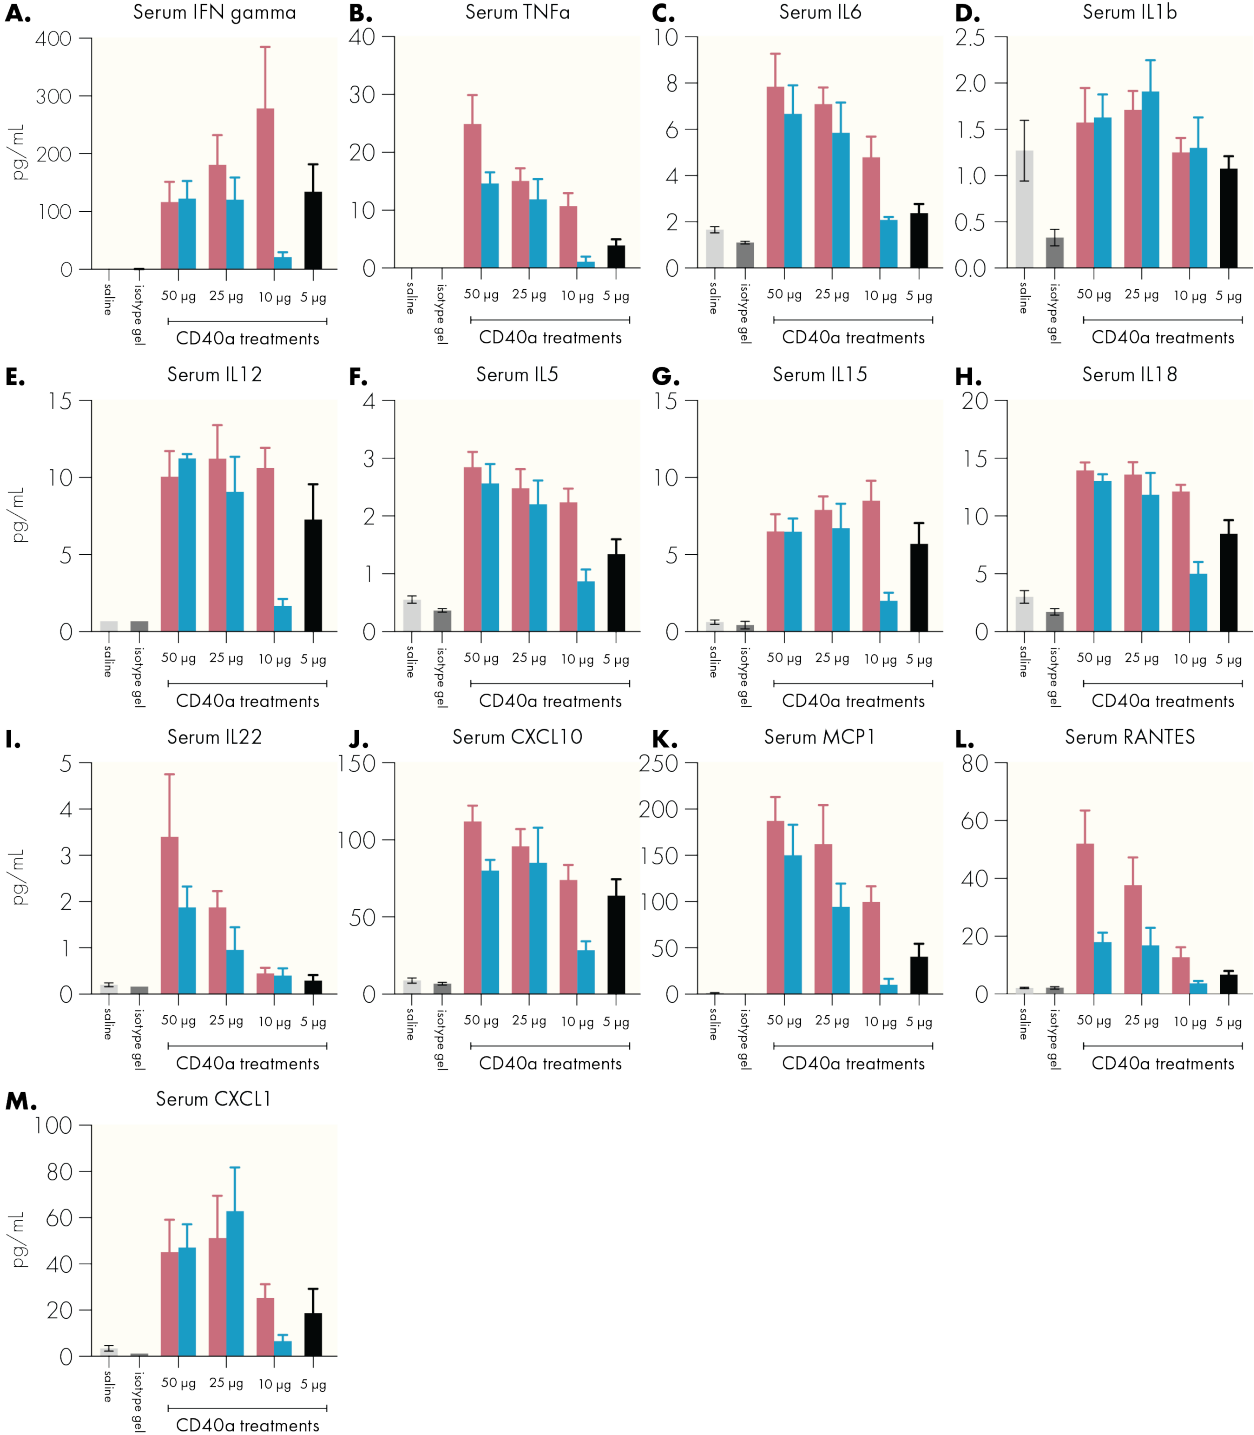 A. Serum IFN gamma
400
300
200
100
0
pg/mL
saline
isotype gel
50 µg 25 µg 10 µg 5 µg
CD40a treatments
B. Serum TNFa
40
30
20
10
0
saline
isotype gel
50 µg 25 µg 10 µg 5 µg
CD40a treatments
C. Serum IL6
10
8
6
4
2
0
saline
isotype gel
50 µg 25 µg 10 µg 5 µg
CD40a treatments
D. Serum IL1b
2.5
2.0
1.5
1.0
0.5
0.0
saline
isotype gel
50 µg 25 µg 10 µg 5 µg
CD40a treatments
E. Serum IL12
15
10
5
0
pg/mL
saline
isotype gel
50 µg 25 µg 10 µg 5 µg
CD40a treatments
F. Serum IL5
4
3
2
1
0
saline
isotype gel
50 µg 25 µg 10 µg 5 µg
CD40a treatments
G. Serum IL15
15
10
5
0
saline
isotype gel
50 µg 25 µg 10 µg 5 µg
CD40a treatments
H. Serum IL18
20
15
10
5
0
saline
isotype gel
50 µg 25 µg 10 µg 5 µg
CD40a treatments
I. Serum IL22
5
4
3
2
1
0
pg/mL
saline
isotype gel
50 µg 25 µg 10 µg 5 µg
CD40a treatments
J. Serum CXCL10
150
100
50
0
saline
isotype gel
50 µg 25 µg 10 µg 5 µg
CD40a treatments
K. Serum MCP1
250
200
150
100
50
0
saline
isotype gel
50 µg 25 µg 10 µg 5 µg
CD40a treatments
L. Serum RANTES
80
60
40
20
0
saline
isotype gel
50 µg 25 µg 10 µg 5 µg
CD40a treatments
M. Serum CXCL1
100
80
60
40
20
0
pg/mL
saline
isotype gel
50 µg 25 µg 10 µg 5 µg
CD40a treatments